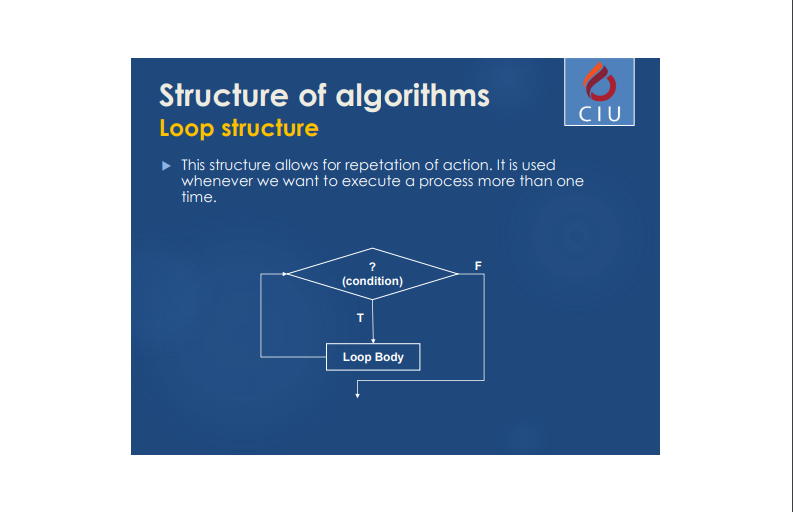 Structure of algorithms
CIU
Loop structure
This structure allows for repetation of action. It is used
whenever we want to execute a process more than one
time.
?
(condition)
F
T
Loop Body